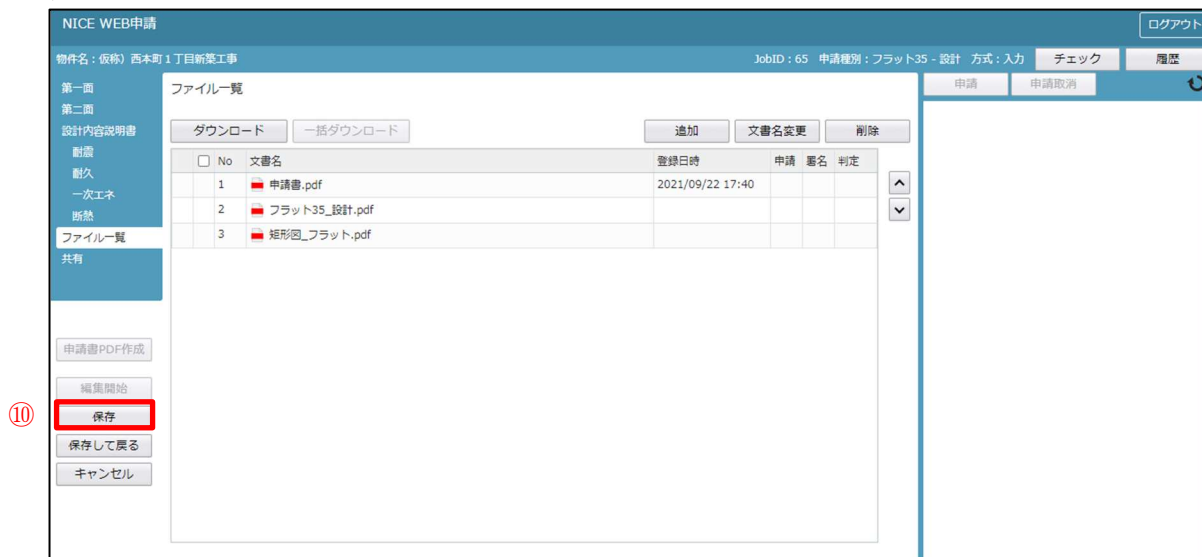 NICE WEB申請
ログアウト
物件名：仮称）西本町１丁目新築工事
JobID：65 申請種別：フラット35 - 設計 方式：入力
チェック
履歴
申請
申請取消
第一面
第二面
設計内容説明書
耐震
耐久
一次エネ
断熱
ファイル一覧
共有
ファイル一覧
ダウンロード
一括ダウンロード
追加
文書名変更
削除
No 文書名 登録日時 申請 署名 判定
1 申請書.pdf 2021/09/22 17:40
2 フラット35_設計.pdf
3 矩形図_フラット.pdf
申請書PDF作成
編集開始
⑩ 保存
保存して戻る
キャンセル